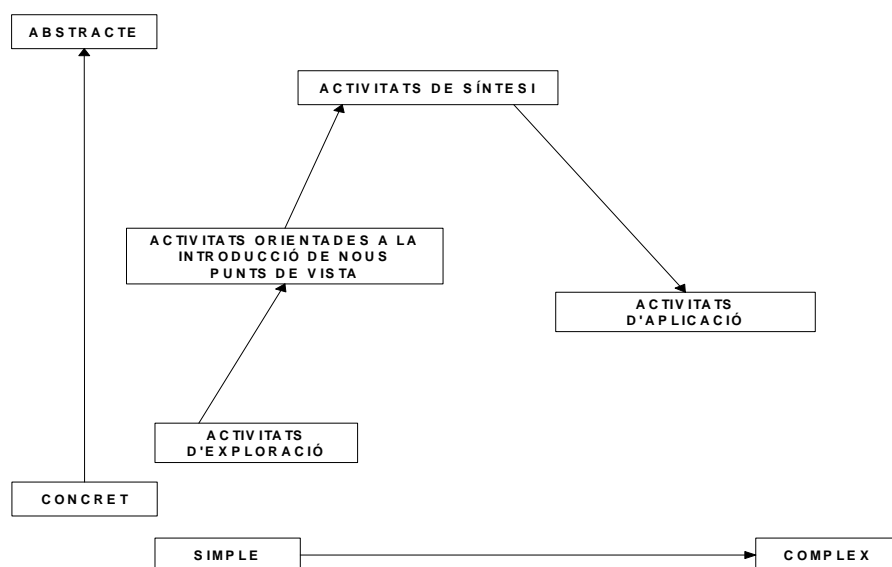 ABSTRACTE
ACTIVITATS DE SÍNTESI
ACTIVITATS ORIENTADES A LA
INTRODUCCIÓ DE NOUS
PUNTS DE VISTA
ACTIVITATS
D'APLICACIÓ
ACTIVITATS
D'EXPLORACIÓ
CONCRET
SIMPLE
COMPLEX